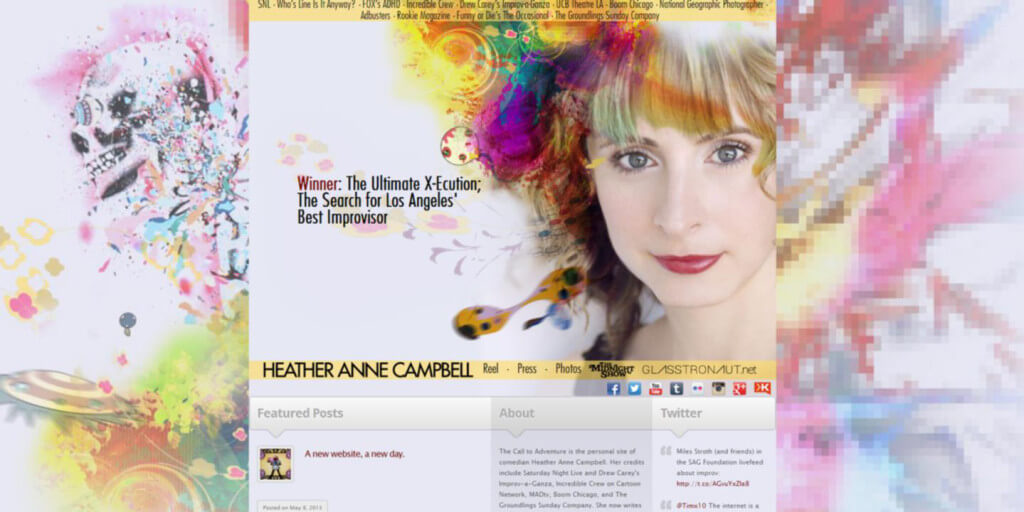 SNL - Who's Line Is It Anyway? - FOX's ADHD - Incredible Crew - Drew Carey's Improv-a-Ganza - UCB Theatre LA - Boom Chicago - National Geographic Photographer -
Adbusters - Rookie Magazine - Funny or Die's The Occasional - The Groundlings Sunday Company
Winner: The Ultimate X-Ecution;
The Search for Los Angeles'
Best Improvisor
HEATHER ANNE CAMPBELL Reel - Press - Photos THE MIDNIGHT SHOW GLASSTRONAUT.net
Featured Posts
A new website, a new day.
Posted on May 8, 2013
About
The Call to Adventure is the personal site of
comedian Heather Anne Campbell. Her credits
include Saturday Night Live and Drew Carey's
Improv-a-Ganza, Incredible Crew on Cartoon
Network, MADtv, Boom Chicago, and The
Groundlings Sunday Company. She now writes
Twitter
Miles Stroth (and friends) in
the SAG Foundation livefeed
about improv:
http://t.co/AGvuYxZIe8
@Timx10 The internet is a